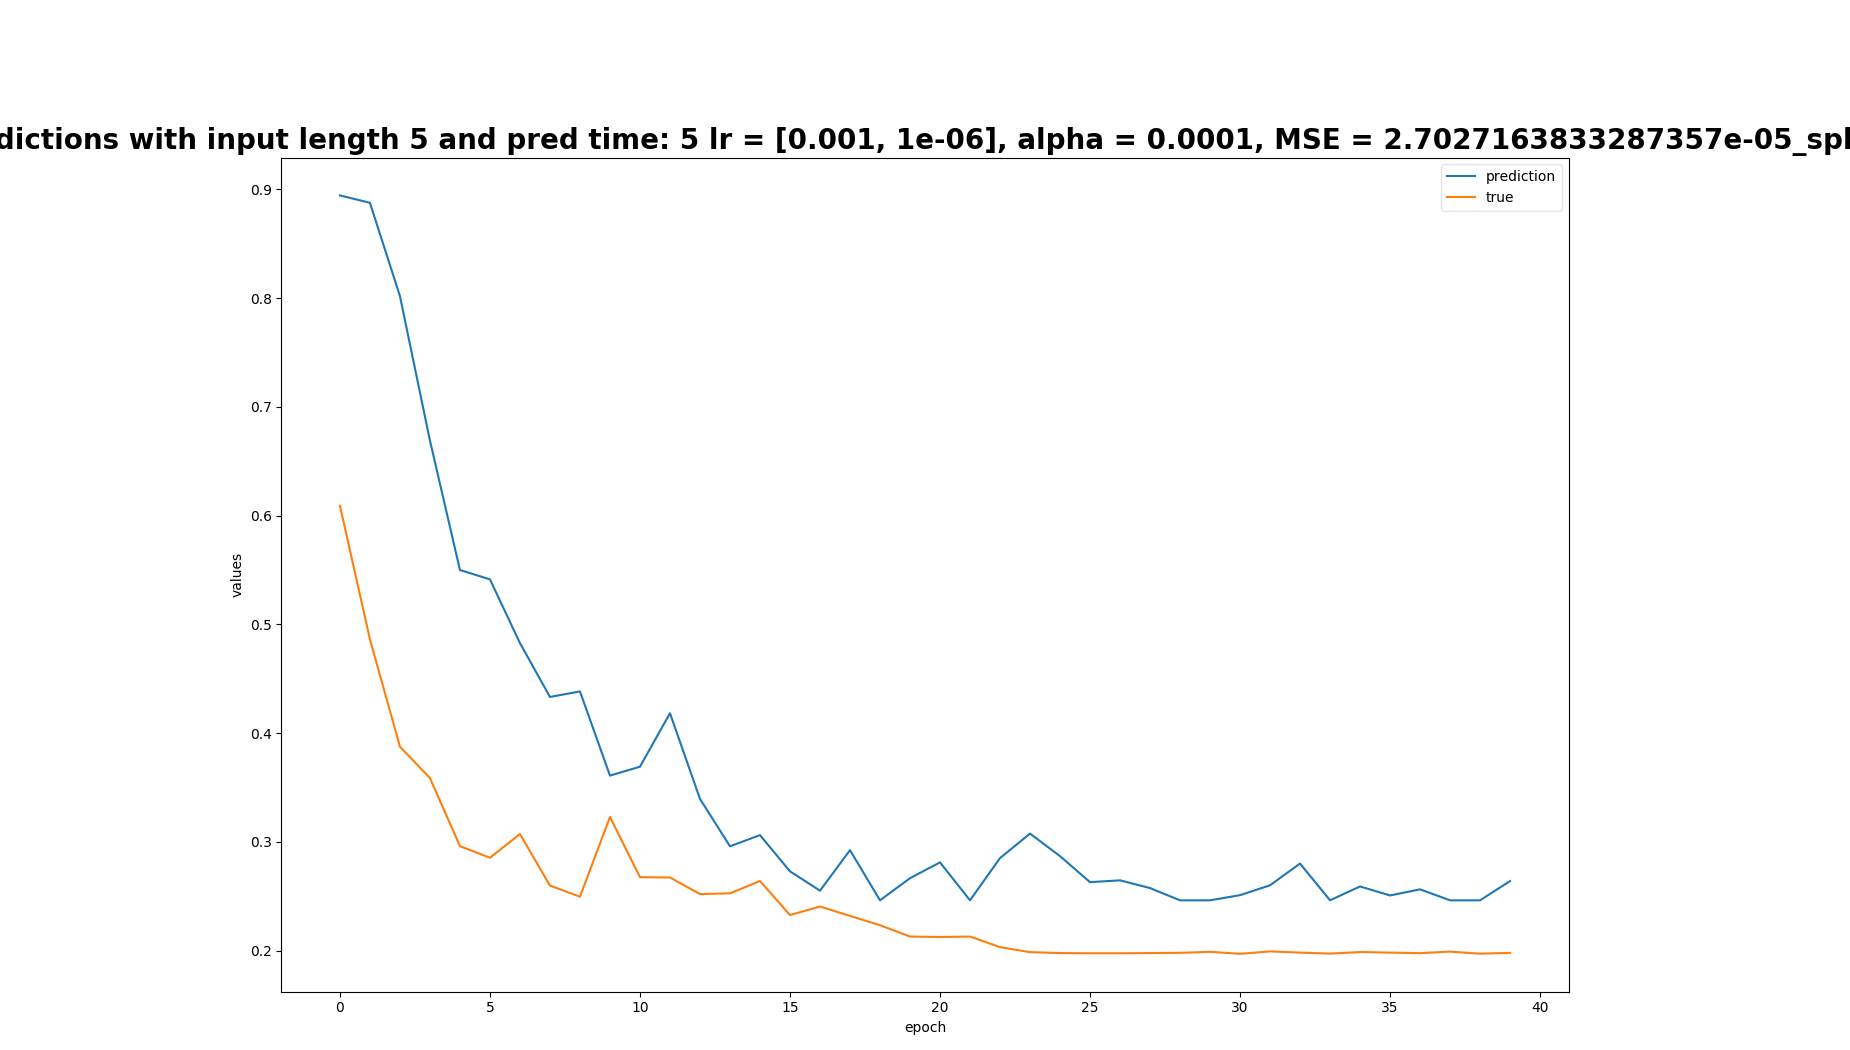 dictions with input length 5 and pred time: 5 lr = [0.001, 1e-06], alpha = 0.0001, MSE = 2.7027163833287357e-05_spl
prediction
true
0.9
0.8
0.7
0.6
0.5
0.4
0.3
0.2
values
0 5 10 15 20 25 30 35 40
epoch